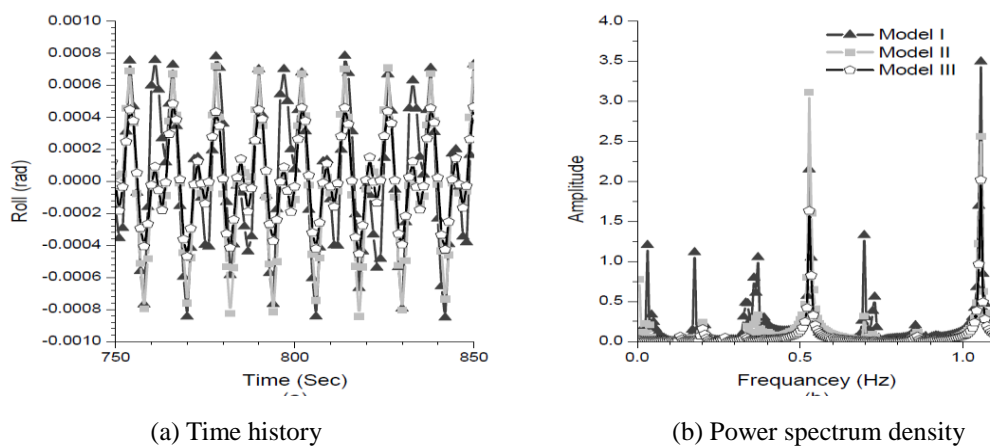 0.0010
0.0008
0.0006
0.0004
0.0002
0.0000
-0.0002
-0.0004
-0.0006
-0.0008
-0.0010
Roll (rad)
750
800
850
Time (Sec)
(a) Time history
4.0
3.5
3.0
2.5
2.0
1.5
1.0
0.5
0.0
Amplitude
Model I
Model II
Model III
0.0
0.5
1.0
Frequancey (Hz)
(b) Power spectrum density